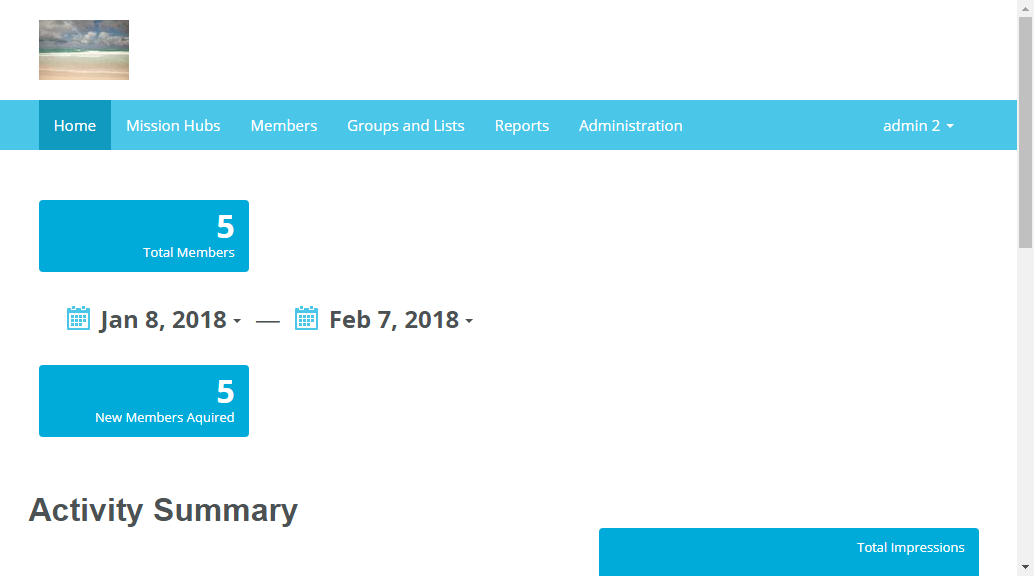 Home Mission Hubs Members Groups and Lists Reports Administration admin 2
5
Total Members
Jan 8, 2018 — Feb 7, 2018
5
New Members Aquired
Activity Summary
Total Impressions